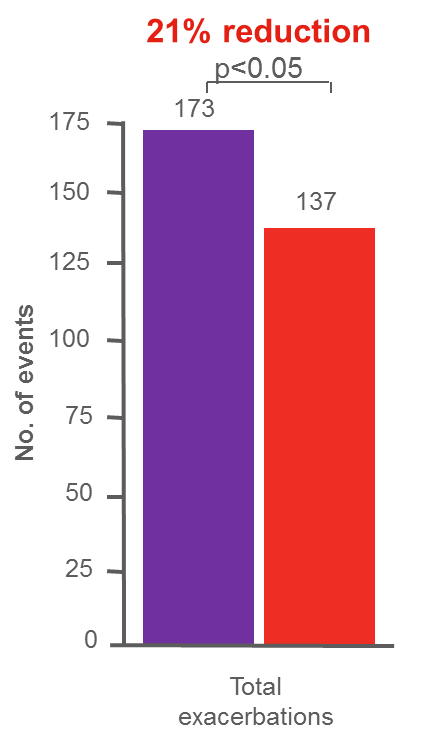 21% reduction
p<0.05
173
137
175
150
125
100
75
50
25
0
No. of events
Total
exacerbations